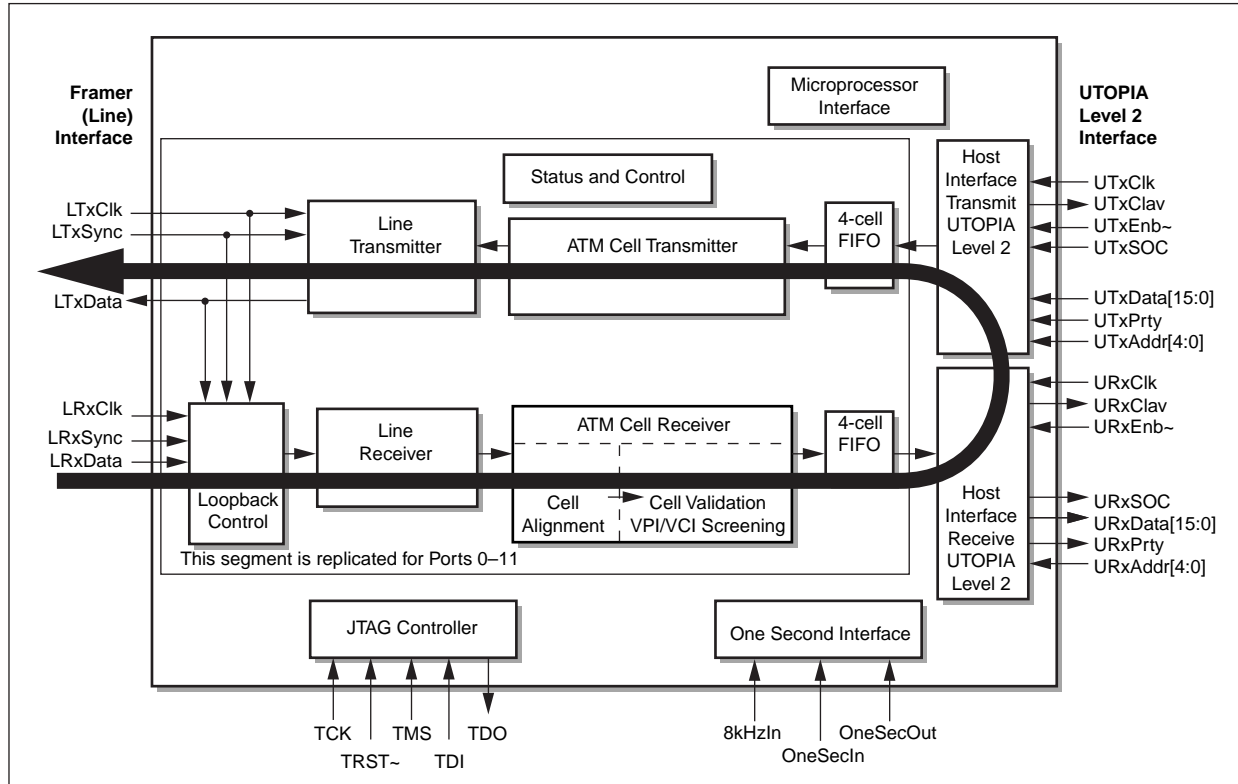 Framer
(Line)
Interface
Microprocessor
Interface
UTOPIA
Level 2
Interface
Status and Control
LTxClk
LTxSync
LTxData
Line
Transmitter
ATM Cell Transmitter
4-cell
FIFO
Host
Interface
Transmit
UTOPIA
Level 2
UTxClk
UTxClav
UTxEnb~
UTxSOC
UTxData[15:0]
UTxPrty
UTxAddr[4:0]
LRxClk
LRxSync
LRxData
Loopback
Control
Line
Receiver
ATM Cell Receiver
Cell
Alignment
Cell Validation
VPI/VCI Screening
4-cell
FIFO
Host
Interface
Receive
UTOPIA
Level 2
URxClk
URxClav
URxEnb~
URxSOC
URxData[15:0]
URxPrty
URxAddr[4:0]
This segment is replicated for Ports 0–11
JTAG Controller
TCK
TRST~
TMS
TDI
TDO
One Second Interface
8kHzIn
OneSecIn
OneSecOut